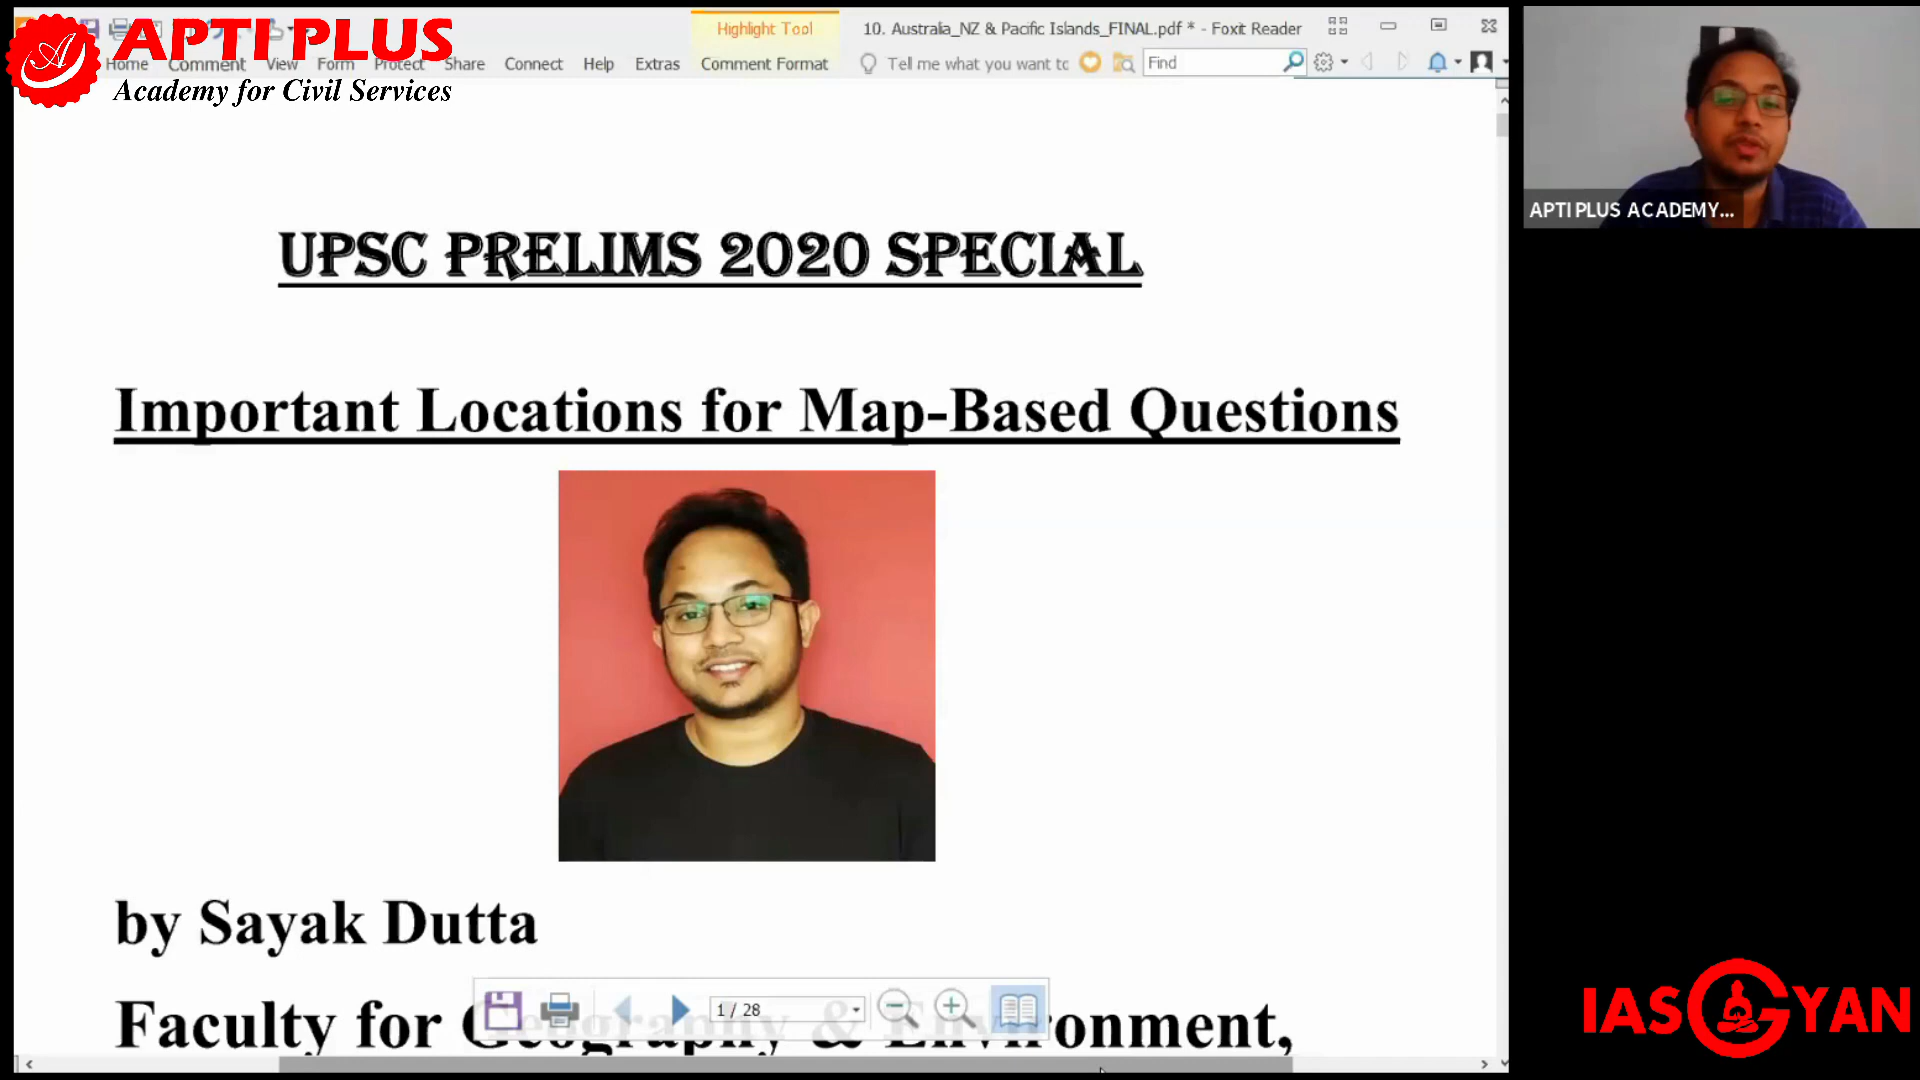 APTI PLUS
Academy for Civil Services
Highlight Tool
10. Australia_NZ & Pacific Islands_FINAL.pdf * - Foxit Reader
Home Comment View Form Protect Share Connect Help Extras Comment Format Tell me what you want to Find
UPSC PRELIMS 2020 SPECIAL
Important Locations for Map-Based Questions
by Sayak Dutta
Faculty for Geography & Environment,
1 / 28
APTI PLUS ACADEMY...
IAS GYAN